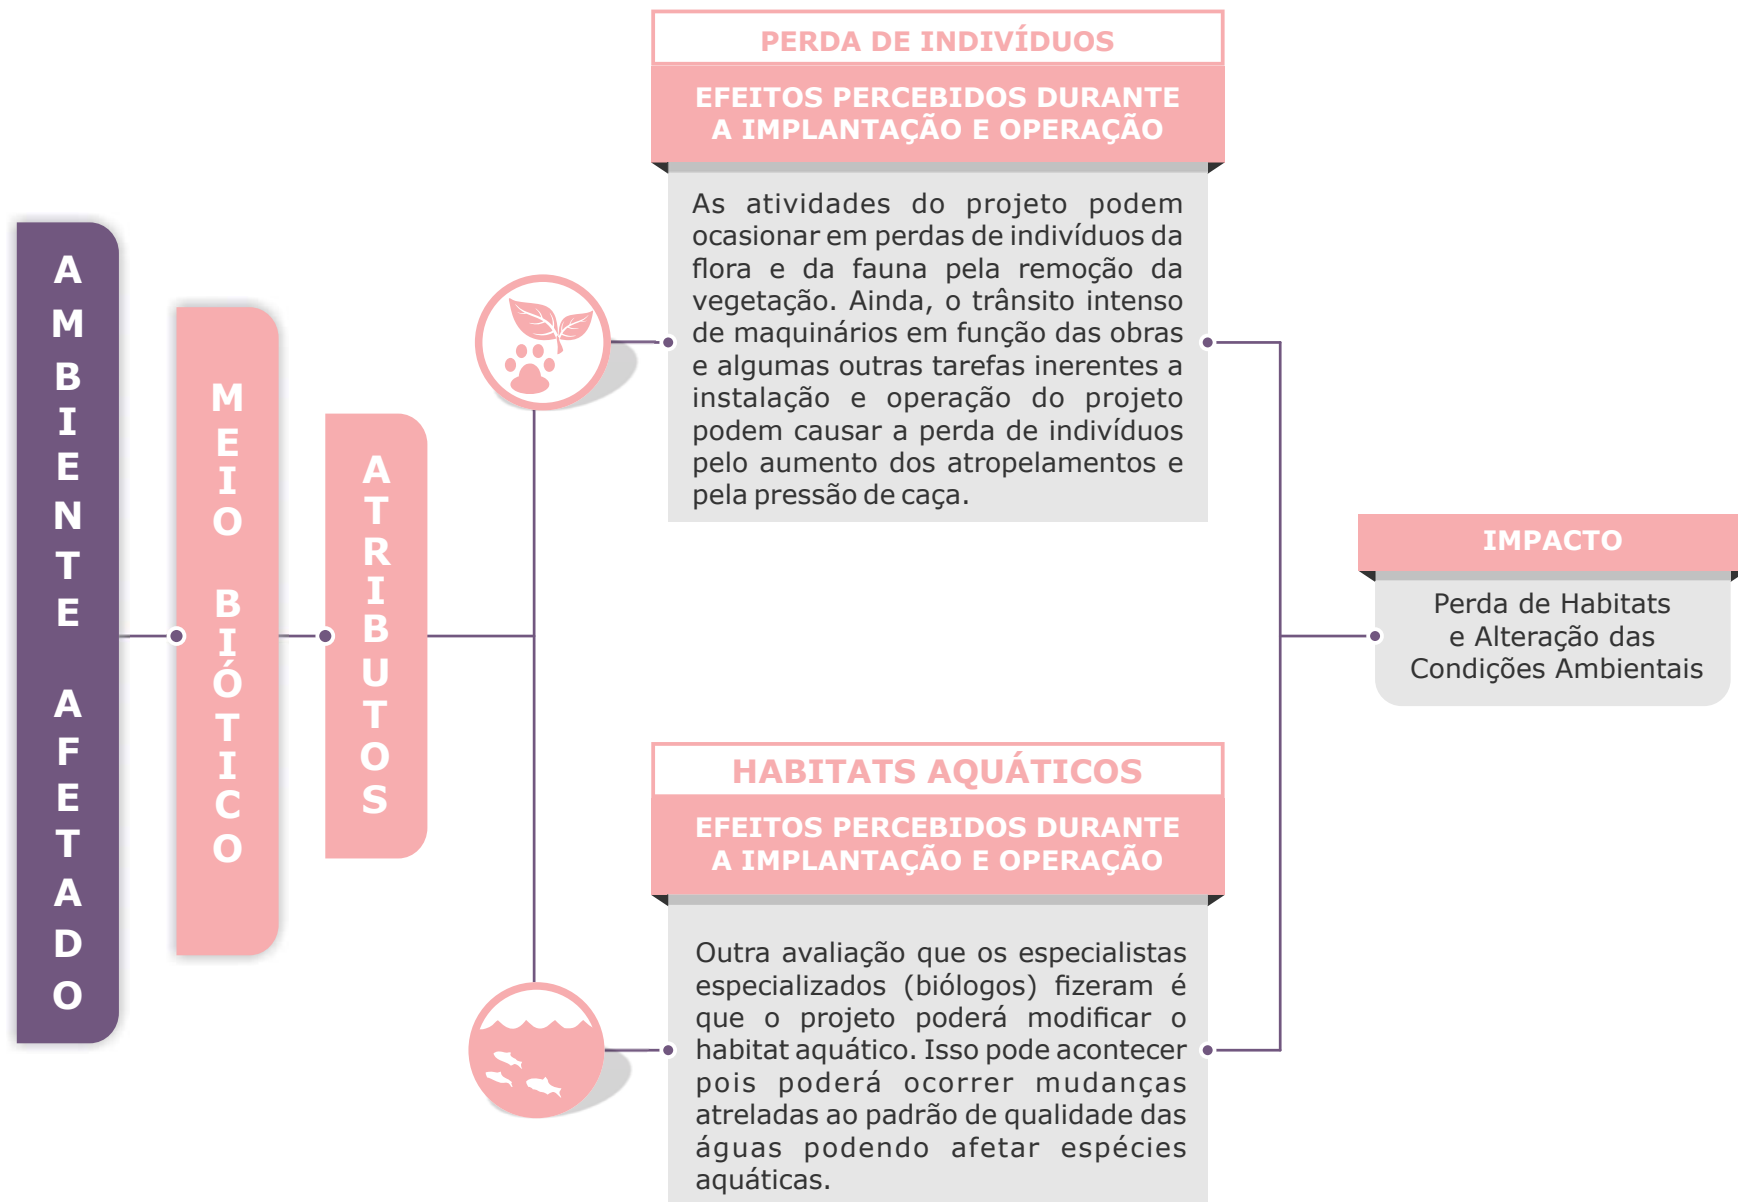 AMBIENTE AFETADO
MEIO BIÓTICO
ATRIBUTOS
PERDA DE INDIVÍDUOS
EFEITOS PERCEBIDOS DURANTE
A IMPLANTAÇÃO E OPERAÇÃO
As atividades do projeto podem
ocasionar em perdas de indivíduos da
flora e da fauna pela remoção da
vegetação. Ainda, o trânsito intenso
de maquinários em função das obras
e algumas outras tarefas inerentes a
instalação e operação do projeto
podem causar a perda de indivíduos
pelo aumento dos atropelamentos e
pela pressão de caça.
HABITATS AQUÁTICOS
EFEITOS PERCEBIDOS DURANTE
A IMPLANTAÇÃO E OPERAÇÃO
Outra avaliação que os especialistas
especializados (biólogos) fizeram é
que o projeto poderá modificar o
habitat aquático. Isso pode acontecer
pois poderá ocorrer mudanças
atreladas ao padrão de qualidade das
águas podendo afetar espécies
aquáticas.
IMPACTO
Perda de Habitats
e Alteração das
Condições Ambientais